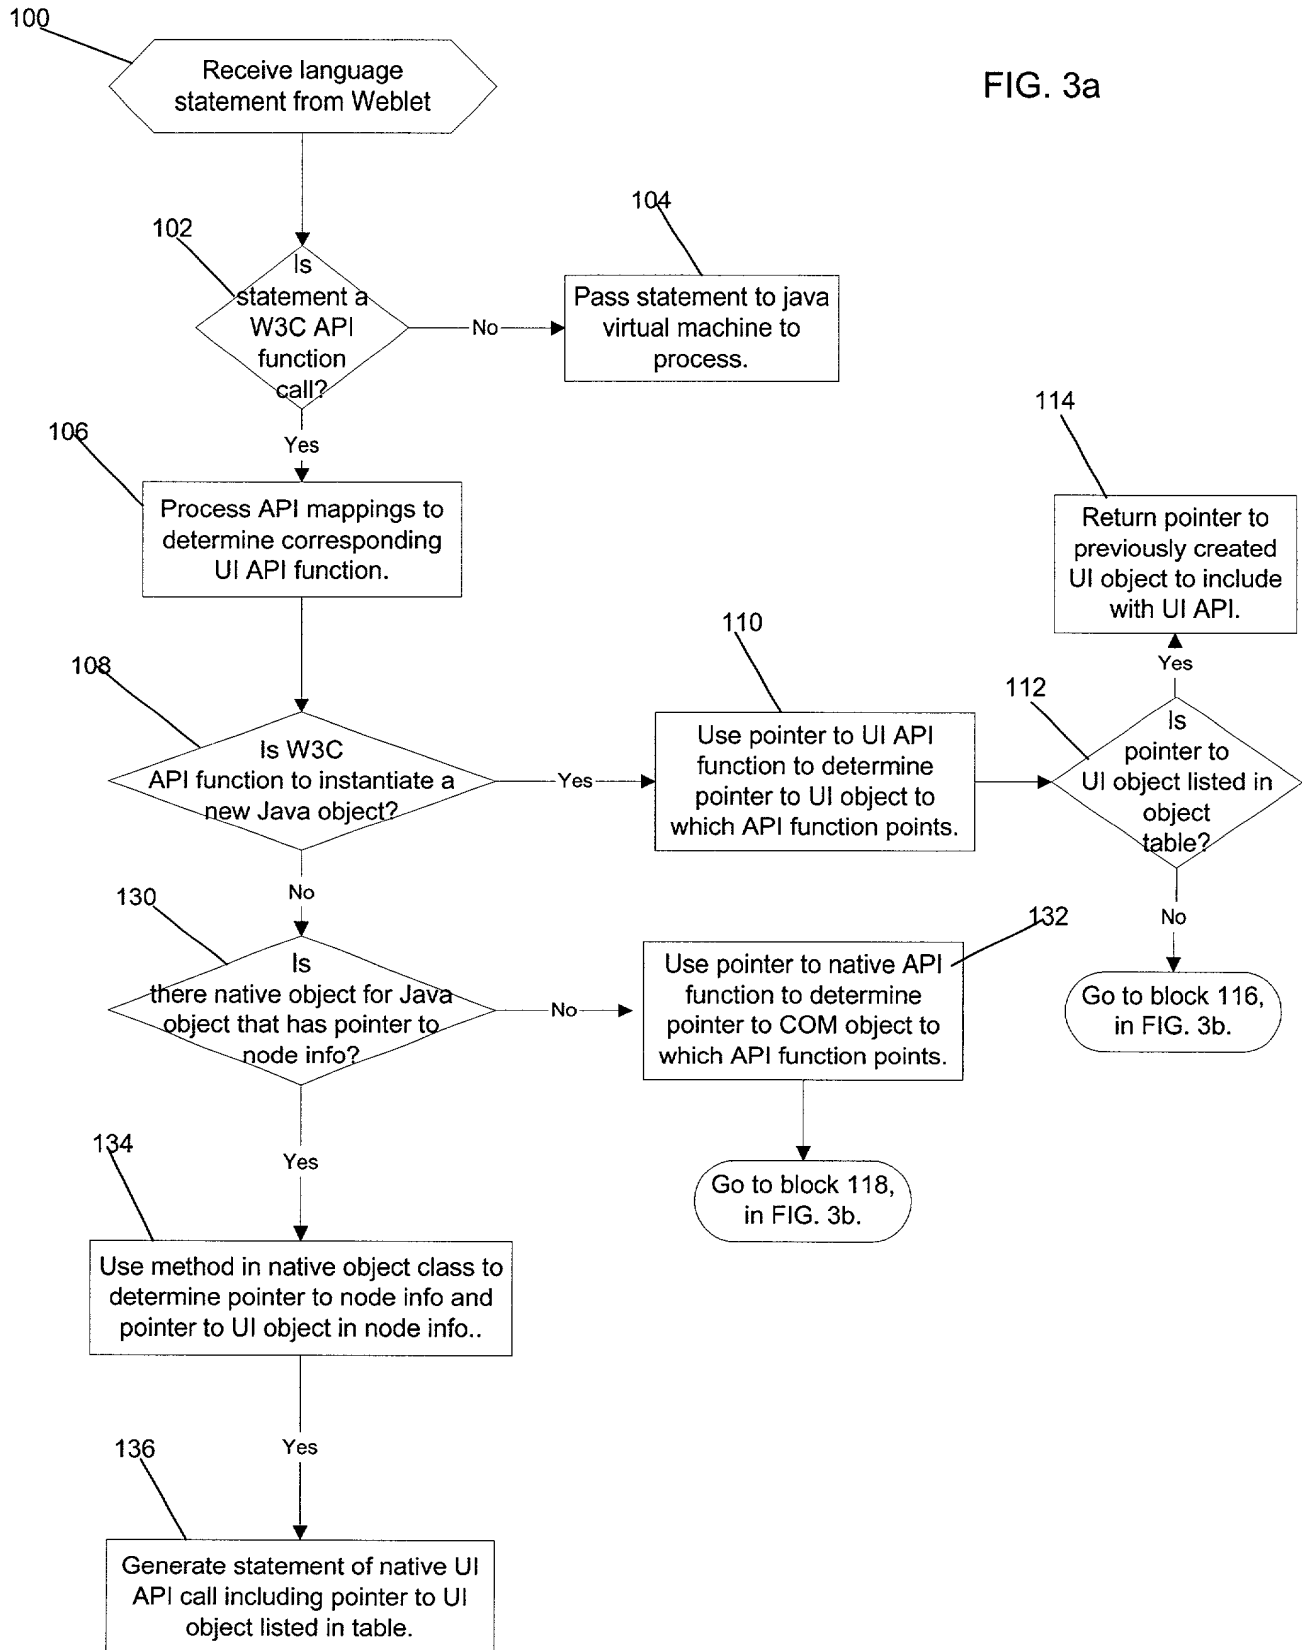 100
Receive language
statement from Weblet
FIG. 3a
102
Is
statement a
W3C API
function
call?
No
104
Pass statement to java
virtual machine to
process.
Yes
106
Process API mappings to
determine corresponding
UI API function.
108
Is W3C
API function to instantiate a
new Java object?
Yes
110
Use pointer to UI API
function to determine
pointer to UI object to
which API function points.
112
Is
pointer to
UI object listed in
object
table?
Yes
114
Return pointer to
previously created
UI object to include
with UI API.
No
Go to block 116,
in FIG. 3b.
No
130
Is
there native object for Java
object that has pointer to
node info?
No
132
Use pointer to native API
function to determine
pointer to COM object to
which API function points.
Go to block 118,
in FIG. 3b.
Yes
134
Use method in native object class to
determine pointer to node info and
pointer to UI object in node info..
Yes
136
Generate statement of native UI
API call including pointer to UI
object listed in table.